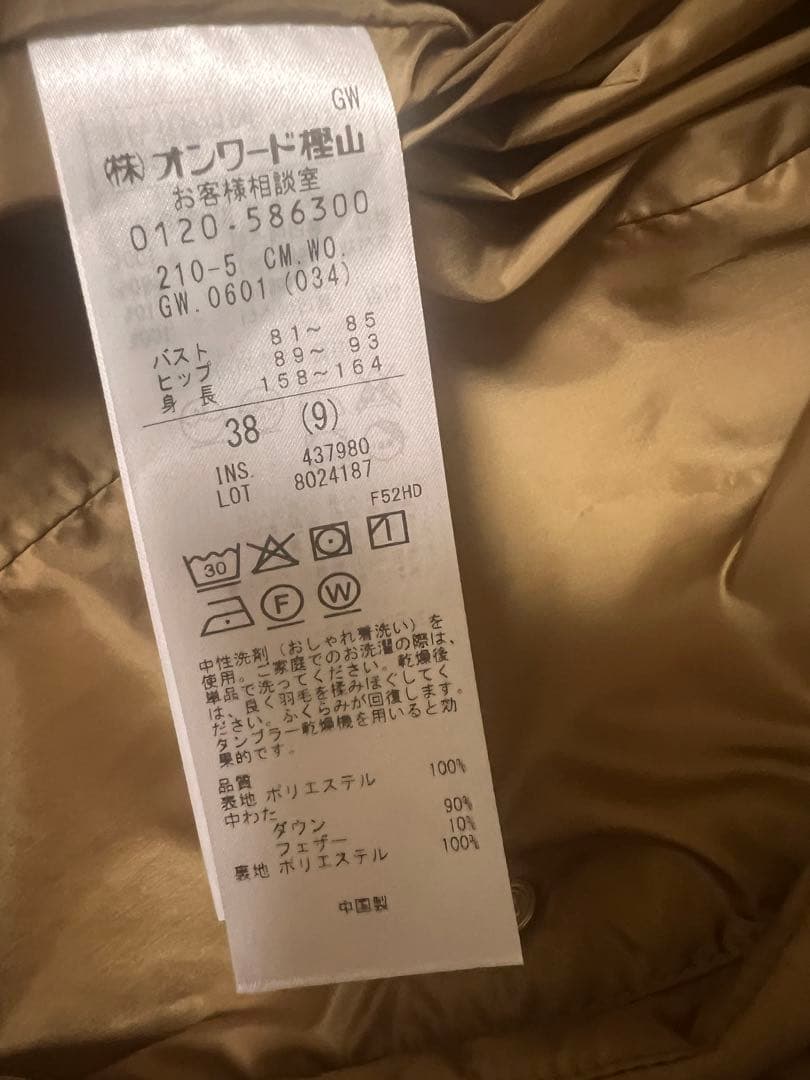 GW
(株)オンワード樫山
お客様相談室
0120-586300
210-5 CM.WO.
GW.0601(034)
バスト 81〜 85
ヒップ 89〜 93
身 長 158〜164
38 (9)
INS. 437980
LOT 8024187
F52HD
30
F W
中性洗剤(おしゃれ着洗い)を
使用。ご家庭でのお洗濯の際は、
単品で洗ってください。乾燥後
は、良く羽毛を揉みほぐしてく
ださい。ふくらみが回復します。
タンブラー乾燥機を用いると効
果的です。
品質
表地 ポリエステル 100%
中わた
ダウン 90%
フェザー 10%
裏地 ポリエステル 100%
中国製